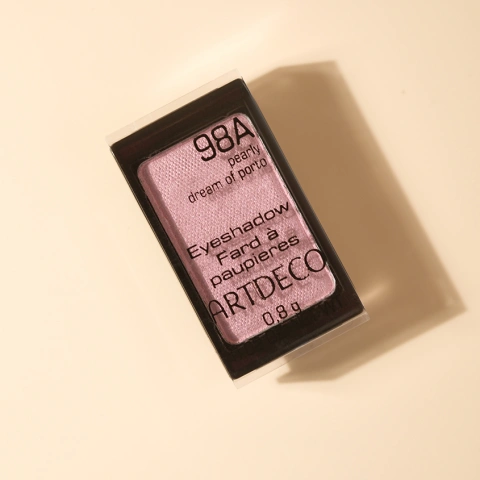 98A
pearly
dream of porto
Eyeshadow
Fard à
paupières
ARTDECO
0,8 g